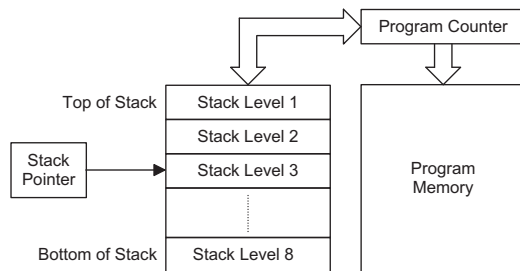 Program Counter
Top of Stack
Stack Level 1
Stack Level 2
Stack
Pointer
Stack Level 3
Program
Memory
Bottom of Stack
Stack Level 8